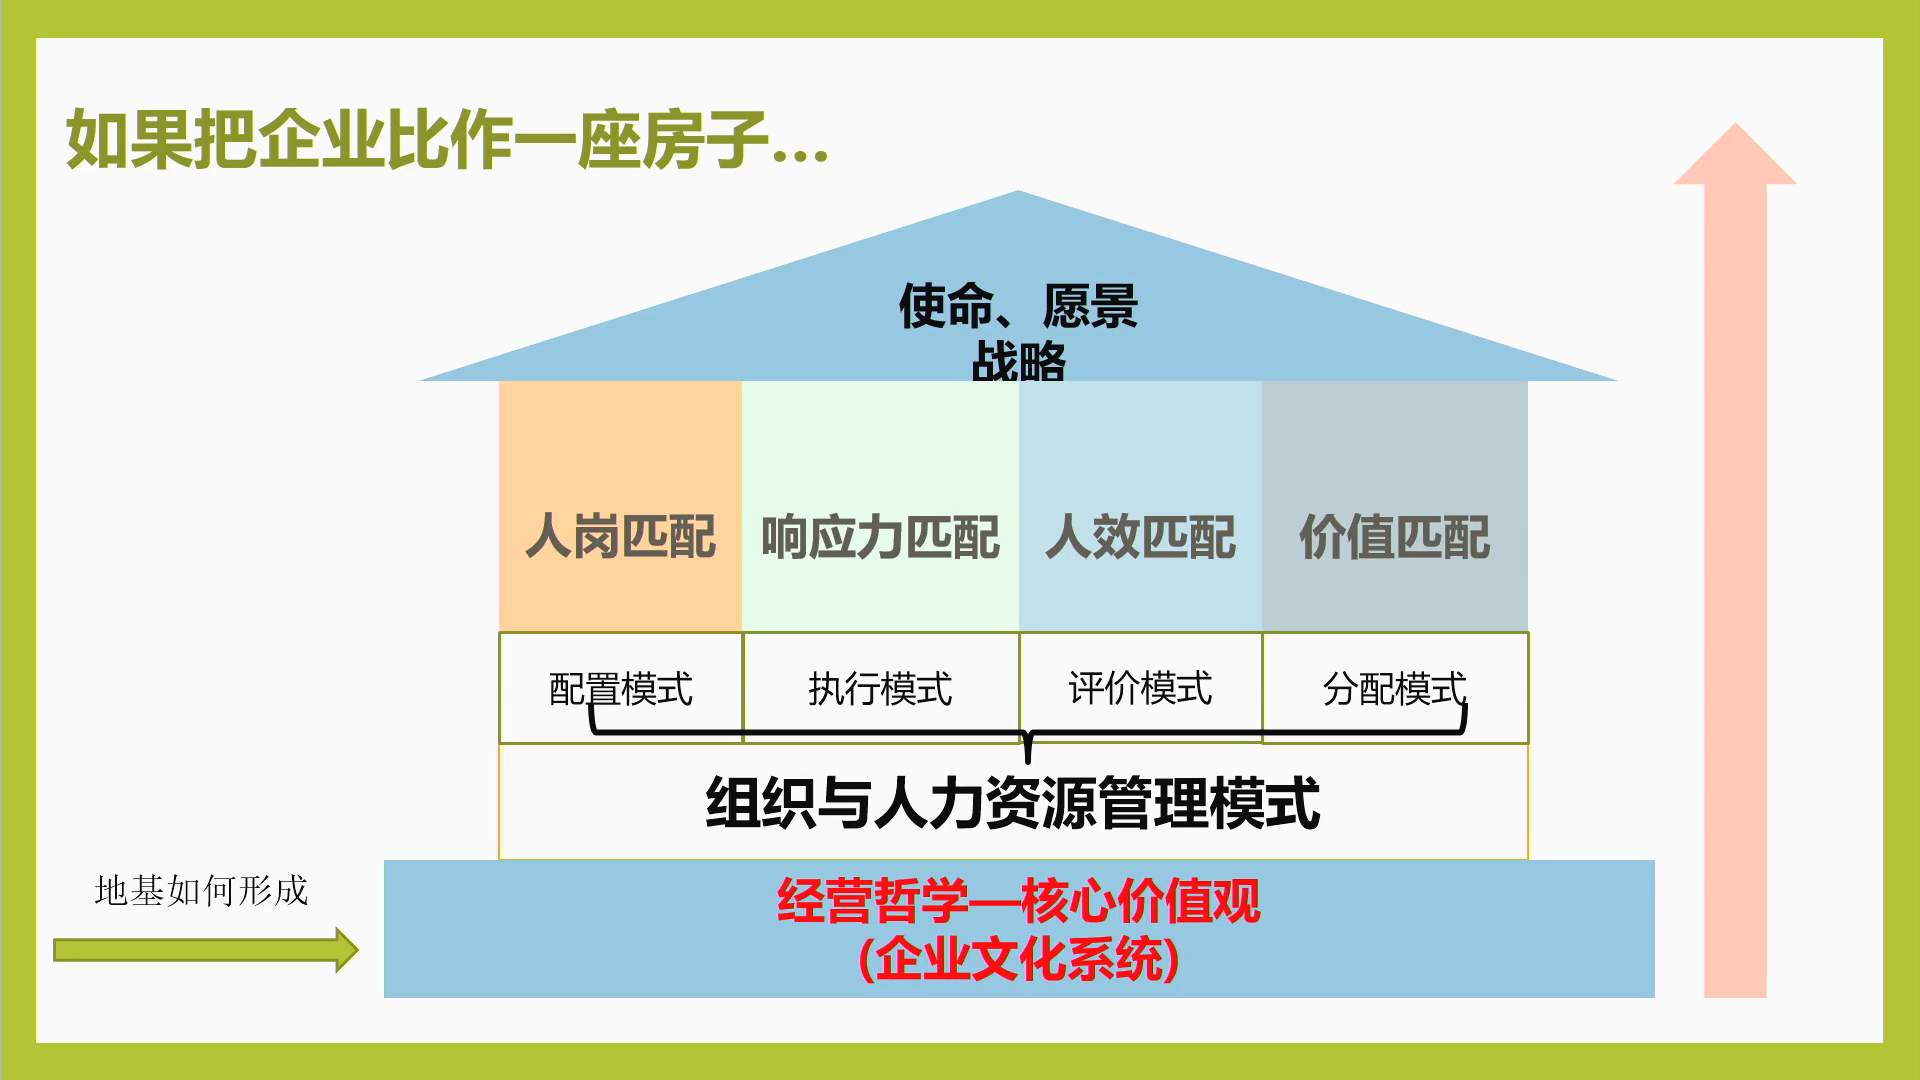 如果把企业比作一座房子…
使命、愿景
战略
人岗匹配
响应力匹配
人效匹配
价值匹配
配置模式
执行模式
评价模式
分配模式
组织与人力资源管理模式
地基如何形成
经营哲学—核心价值观
(企业文化系统)